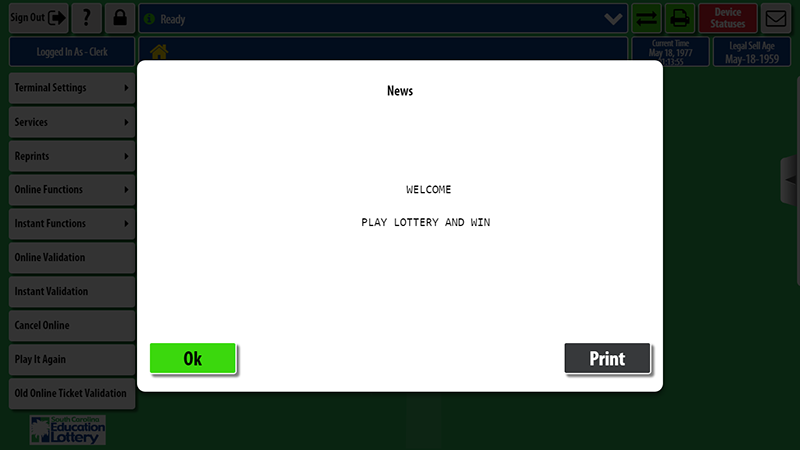 Sign Out
?
Ready
Device
Statuses
Logged In As - Clerk
Current Time
May 18, 1977
Legal Sell Age
May-18-1959
Terminal Settings
Services
Reprints
Online Functions
Instant Functions
Online Validation
Instant Validation
Cancel Online
Play It Again
Old Online Ticket Validation
South Carolina
Education
Lottery
News
WELCOME
PLAY LOTTERY AND WIN
Ok
Print